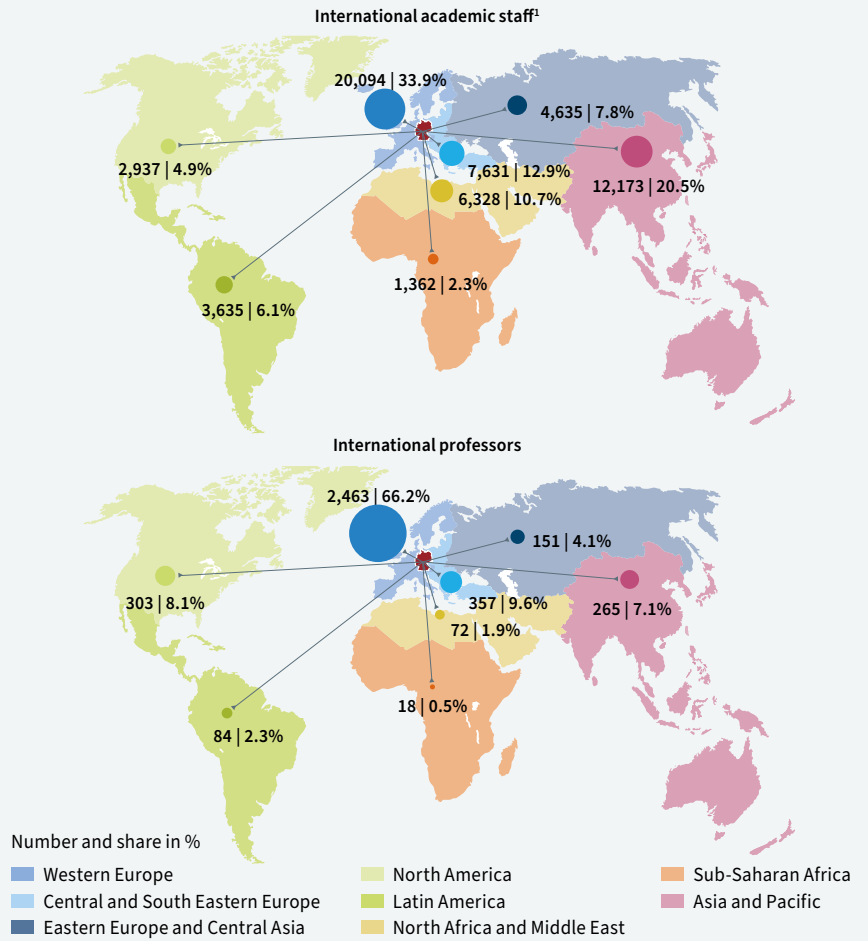 International academic staff¹
20,094 | 33.9%
4,635 | 7.8%
2,937 | 4.9%
7,631 | 12.9%
12,173 | 20.5%
6,328 | 10.7%
1,362 | 2.3%
3,635 | 6.1%
International professors
2,463 | 66.2%
151 | 4.1%
303 | 8.1%
357 | 9.6%
265 | 7.1%
72 | 1.9%
18 | 0.5%
84 | 2.3%
Number and share in %
Western Europe
Central and South Eastern Europe
Eastern Europe and Central Asia
North America
Latin America
North Africa and Middle East
Sub-Saharan Africa
Asia and Pacific